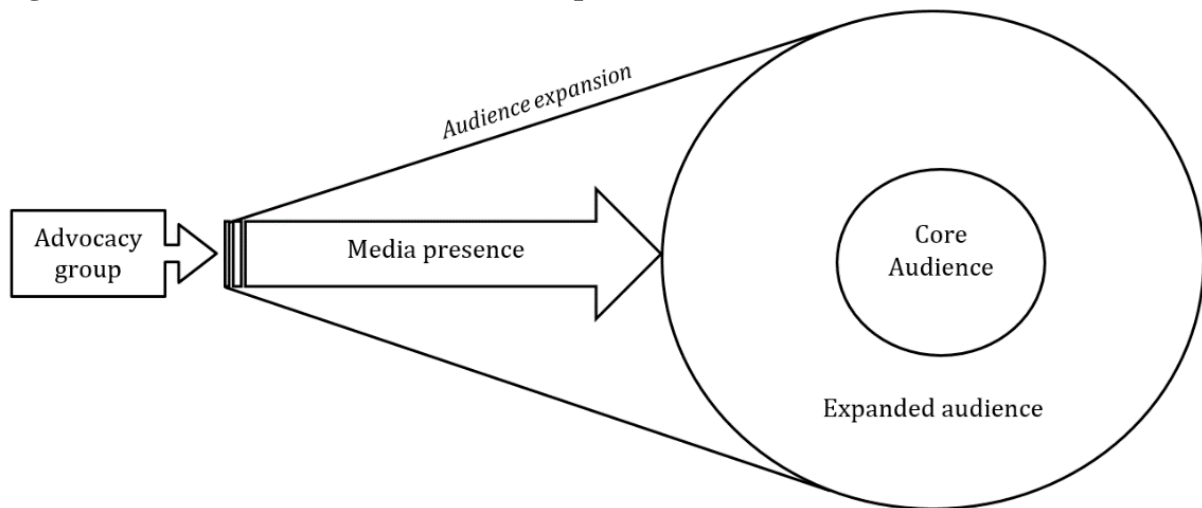 Audience expansion
Advocacy
group
Media presence
Core
Audience
Expanded audience